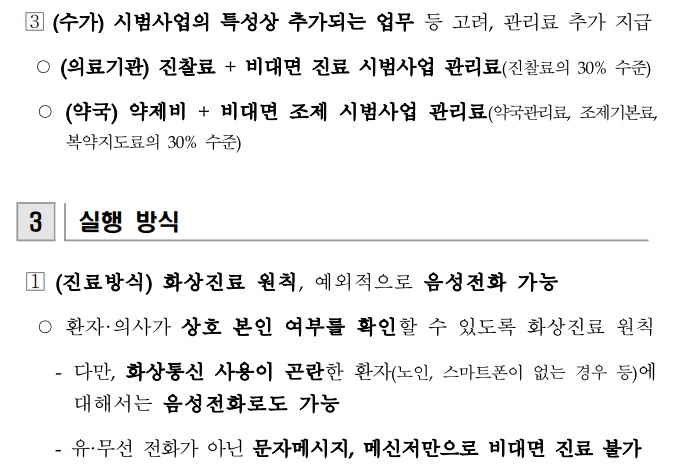 ③ (수가) 시범사업의 특성상 추가되는 업무 등 고려, 관리료 추가 지급
○ (의료기관) 진찰료 + 비대면 진료 시범사업 관리료(진찰료의 30% 수준)
○ (약국) 약제비 + 비대면 조제 시범사업 관리료(약국관리료, 조제기본료,
복약지도료의 30% 수준)
3 실행 방식
① (진료방식) 화상진료 원칙, 예외적으로 음성전화 가능
○ 환자·의사가 상호 본인 여부를 확인할 수 있도록 화상진료 원칙
- 다만, 화상통신 사용이 곤란한 환자(노인, 스마트폰이 없는 경우 등)에
대해서는 음성전화로도 가능
- 유·무선 전화가 아닌 문자메시지, 메신저만으로 비대면 진료 불가